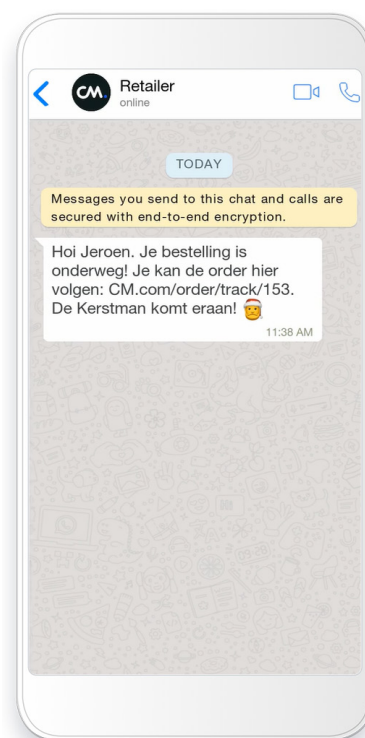 CM.
Retailer
online
TODAY
Messages you send to this chat and calls are
secured with end-to-end encryption.
Hoi Jeroen. Je bestelling is
onderweg! Je kan de order hier
volgen: CM.com/order/track/153.
De Kerstman komt eraan! 🎅
11:38 AM